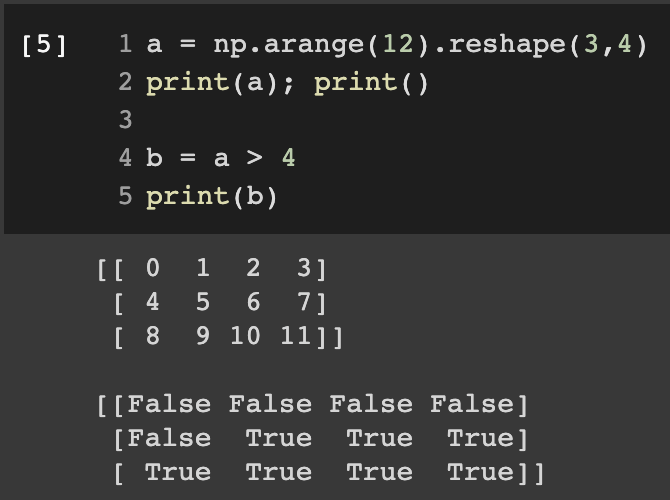 [5] 1 a = np.arange(12).reshape(3,4)
2 print(a); print()
3
4 b = a > 4
5 print(b)
[[ 0  1  2  3]
 [ 4  5  6  7]
 [ 8  9 10 11]]
[[False False False False]
 [False  True  True  True]
 [ True  True  True  True]]